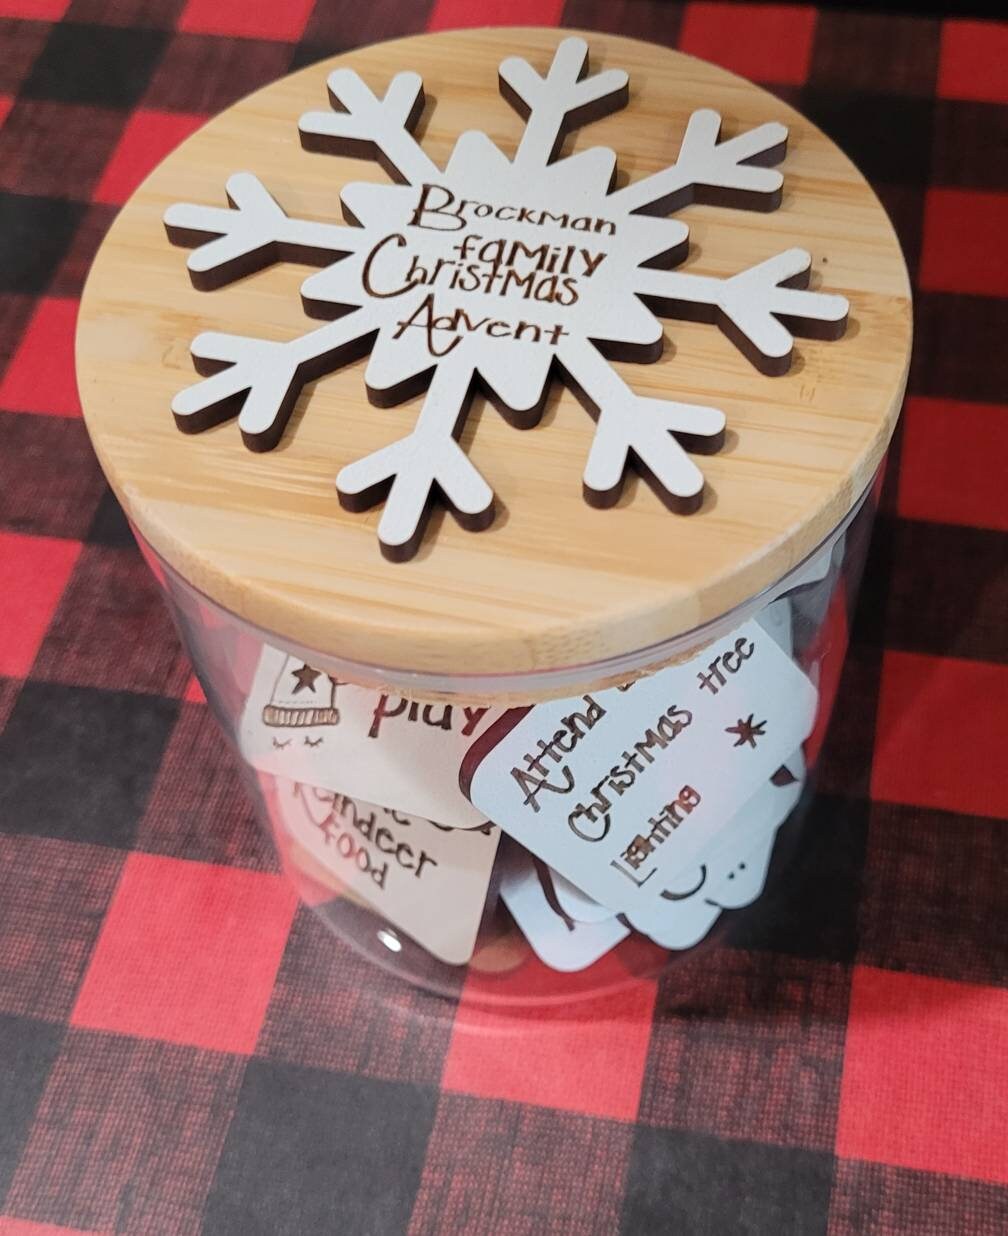 Brockman
family
Christmas
Advent
play
Attend
Christmas tree
Lighting
Reindeer
Food